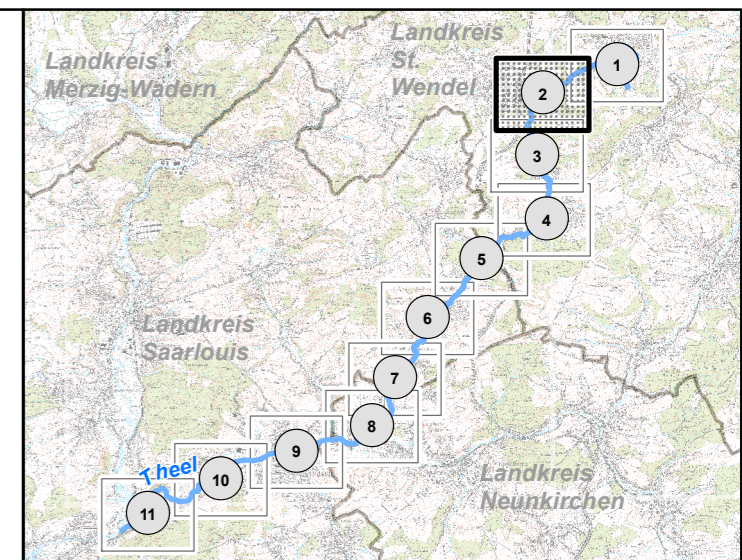 Landkreis
Merzig-Wadern
Landkreis
St.
Wendel
1
2
3
4
5
6
Landkreis
Saarlouis
7
8
9
Landkreis
Neunkirchen
Theel
10
11